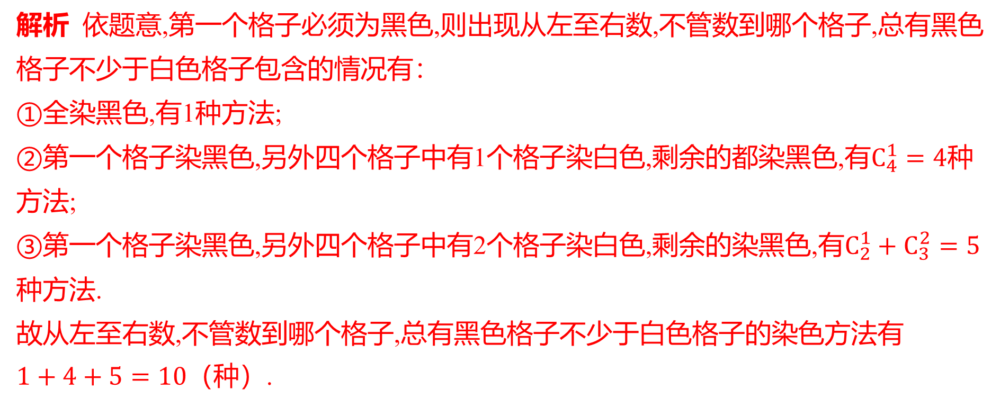 解析 依题意,第一个格子必须为黑色,则出现从左至右数,不管数到哪个格子,总有黑色
格子不少于白色格子包含的情况有：
①全染黑色,有1种方法;
②第一个格子染黑色,另外四个格子中有1个格子染白色,剩余的都染黑色,有$C_4^1 = 4$种
方法;
③第一个格子染黑色,另外四个格子中有2个格子染白色,剩余的染黑色,有$C_2^1 + C_3^2 = 5$
种方法.
故从左至右数,不管数到哪个格子,总有黑色格子不少于白色格子的染色方法有
1 + 4 + 5 = 10（种）.